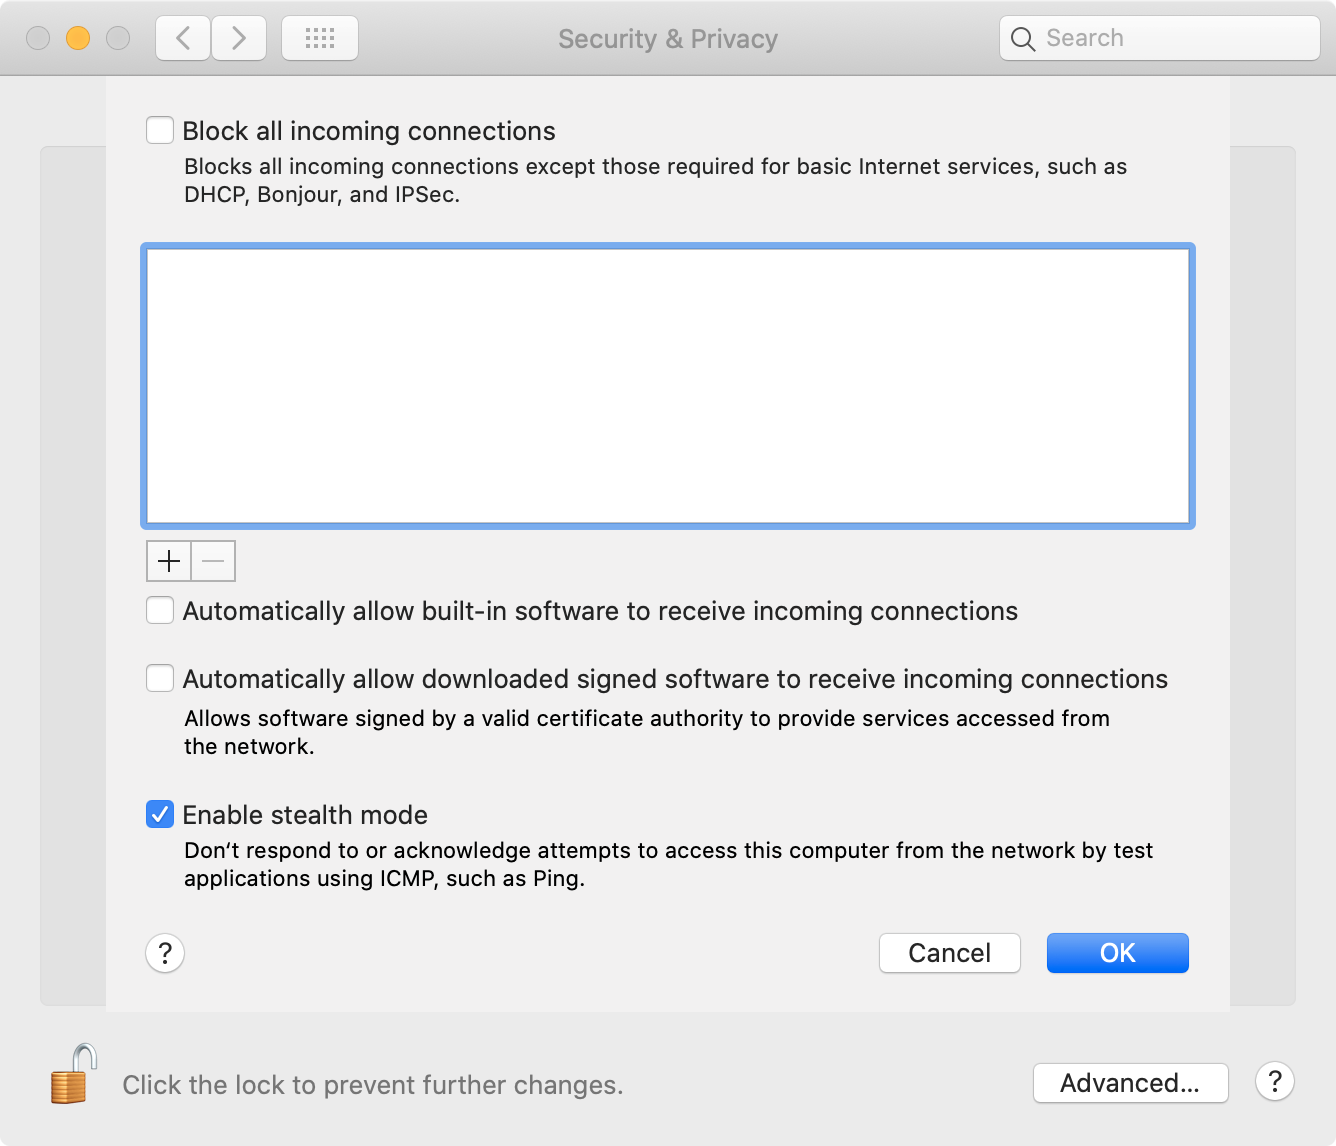 Security & Privacy
Search
Block all incoming connections
Blocks all incoming connections except those required for basic Internet services, such as
DHCP, Bonjour, and IPSec.
Automatically allow built-in software to receive incoming connections
Automatically allow downloaded signed software to receive incoming connections
Allows software signed by a valid certificate authority to provide services accessed from
the network.
Enable stealth mode
Don‘t respond to or acknowledge attempts to access this computer from the network by test
applications using ICMP, such as Ping.
?
Cancel
OK
Click the lock to prevent further changes.
Advanced...
?